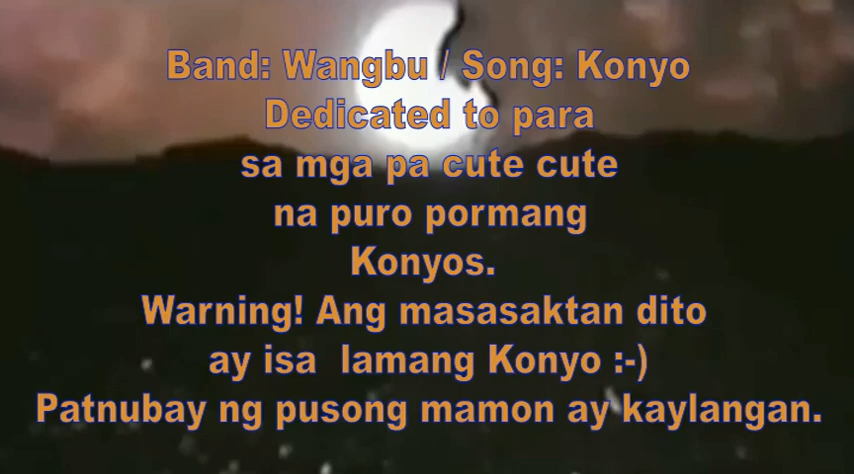 Band: Wangbu / Song: Konyo
Dedicated to para
sa mga pa cute cute
na puro pormang
Konyos.
Warning! Ang masasaktan dito
ay isa lamang Konyo :-)
Patnubay ng pusong mamon ay kaylangan.